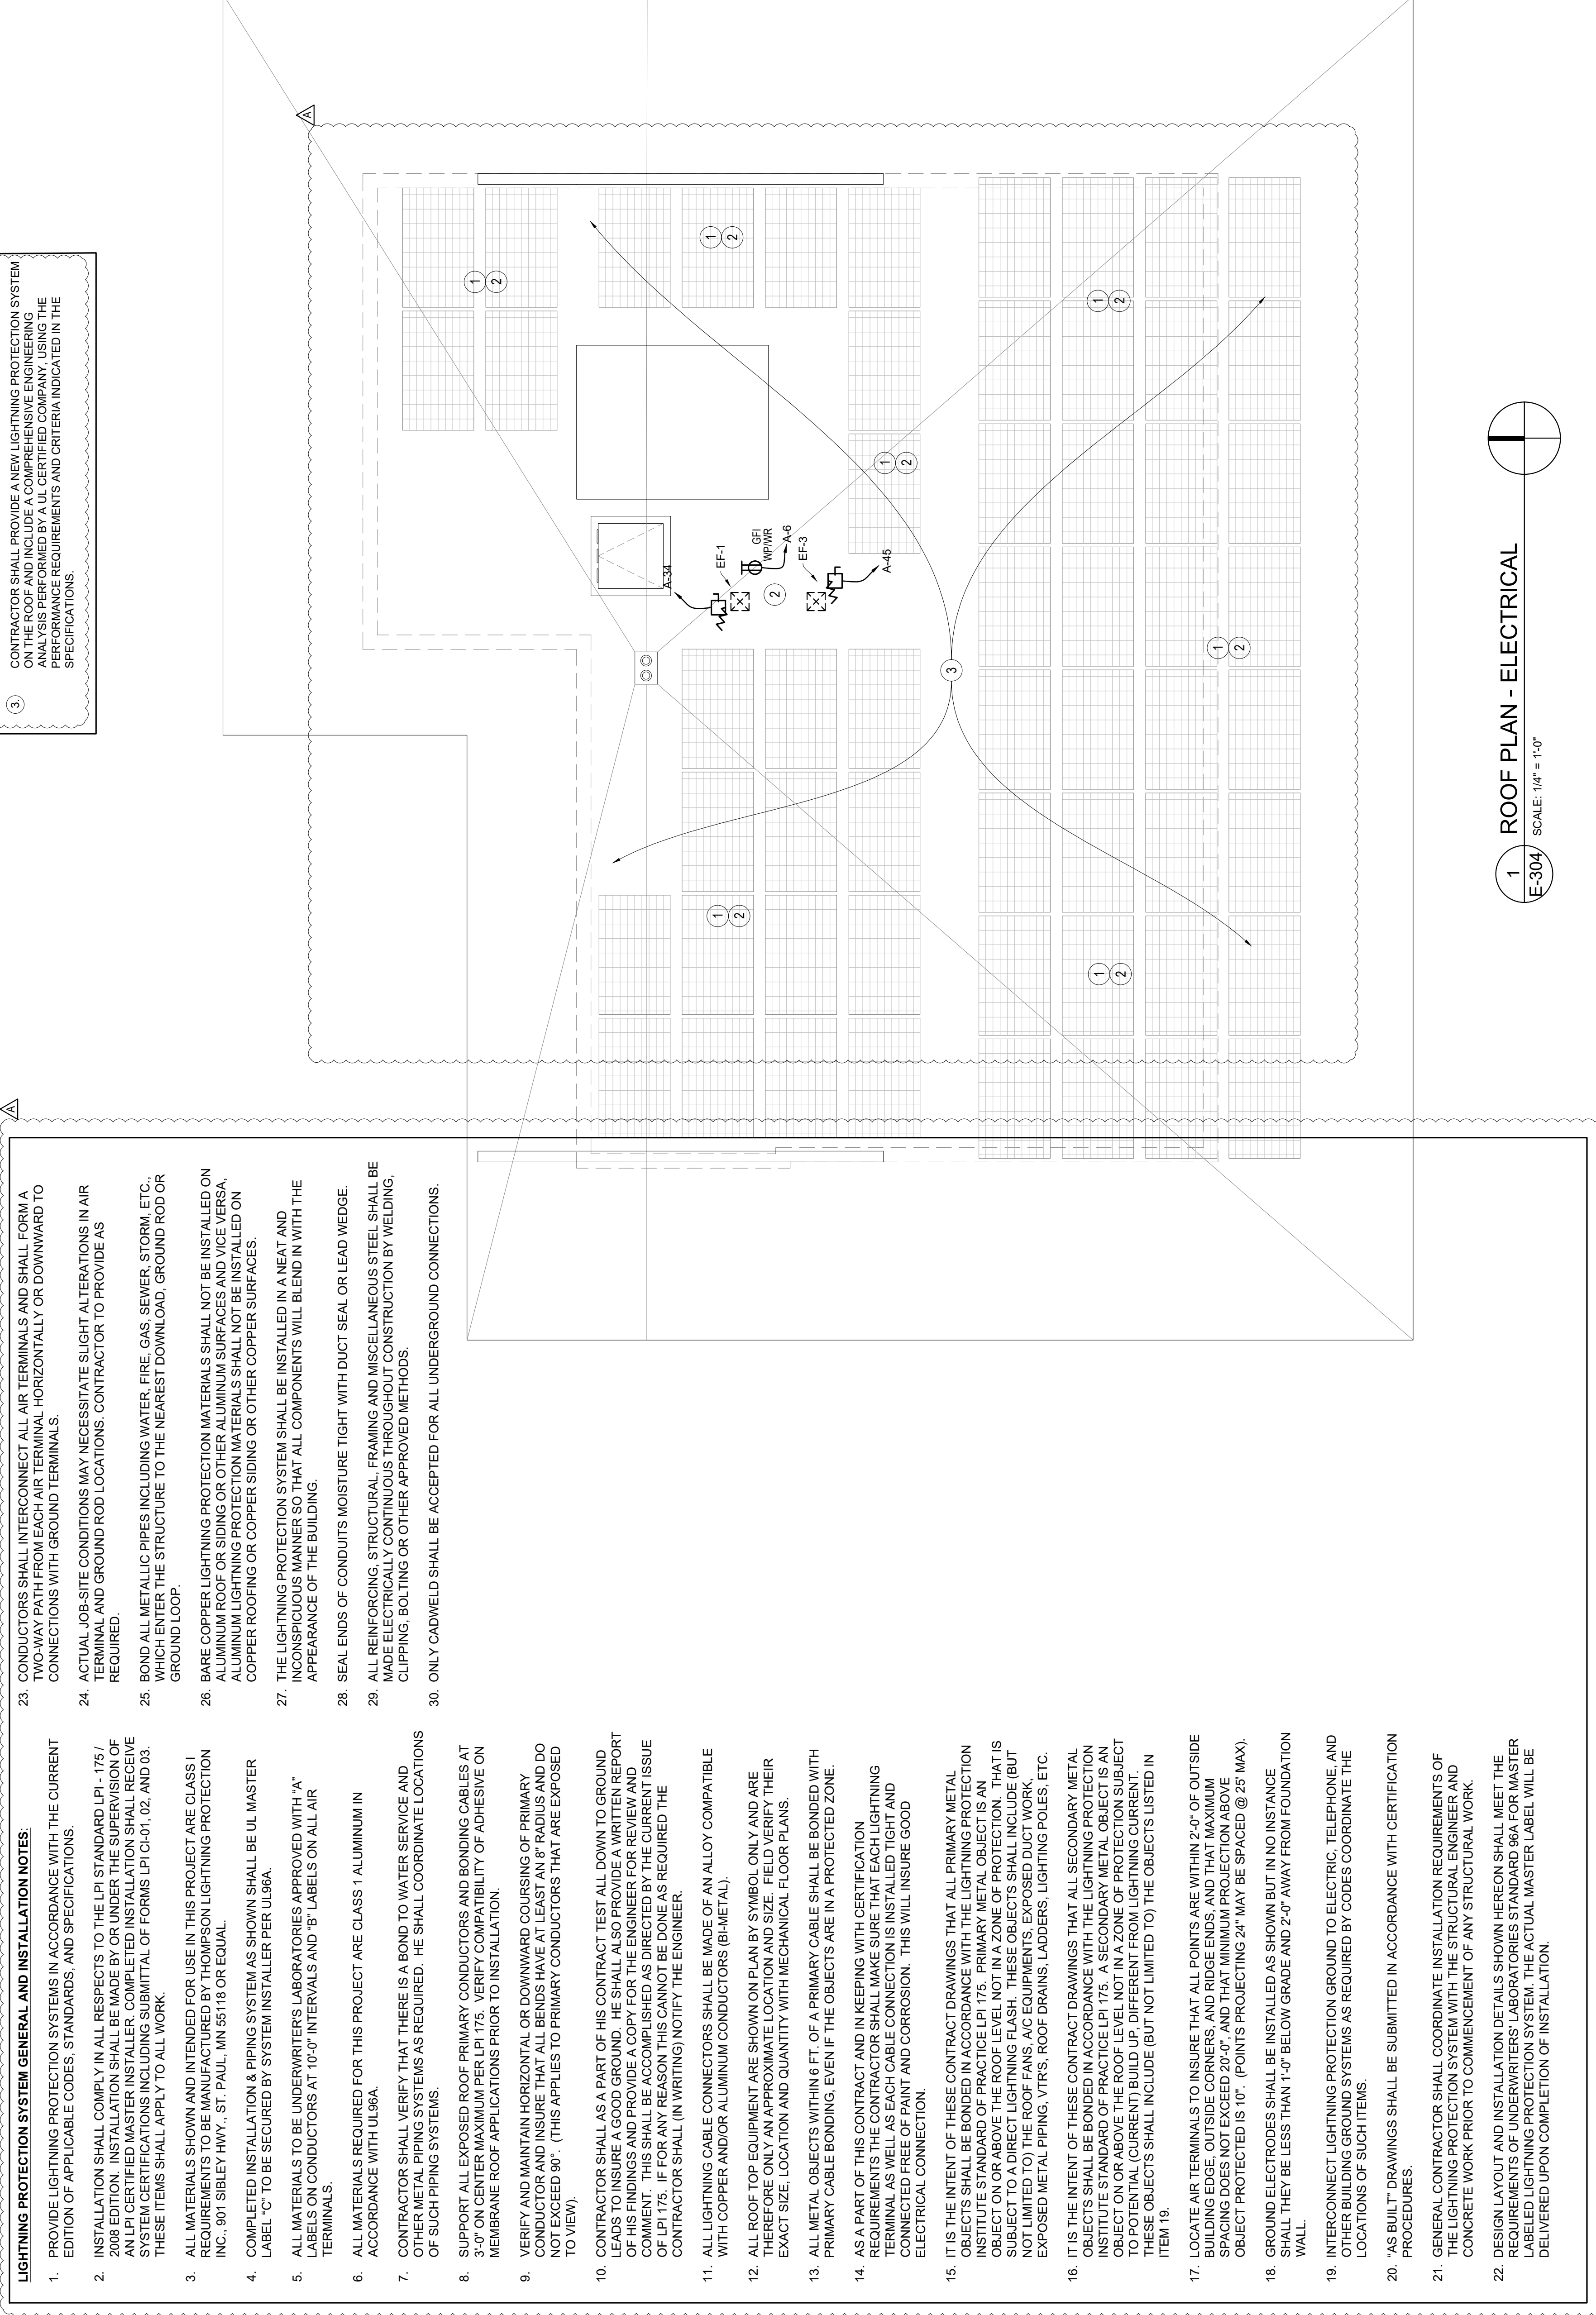 LIGHTNING PROTECTION SYSTEM GENERAL AND INSTALLATION NOTES:
1. PROVIDE LIGHTNING PROTECTION SYSTEMS IN ACCORDANCE WITH THE CURRENT
EDITION OF APPLICABLE CODES, STANDARDS, AND SPECIFICATIONS.
2. INSTALLATION SHALL COMPLY IN ALL RESPECTS TO THE LPI STANDARD LPI - 175 /
2008 EDITION. INSTALLATION SHALL BE MADE BY OR UNDER THE SUPERVISION OF
AN LPI CERTIFIED MASTER INSTALLER. COMPLETED INSTALLATION SHALL RECEIVE
SYSTEM CERTIFICATIONS INCLUDING SUBMITTAL OF FORMS LPI CI-01, 02, AND 03.
THESE ITEMS SHALL APPLY TO ALL WORK.
3. ALL MATERIALS SHOWN AND INTENDED FOR USE IN THIS PROJECT ARE CLASS I
REQUIREMENTS TO BE MANUFACTURED BY THOMPSON LIGHTNING PROTECTION
INC., 901 SIBLEY HWY., ST. PAUL, MN 55118 OR EQUAL.
4. COMPLETED INSTALLATION & PIPING SYSTEM AS SHOWN SHALL BE UL MASTER
LABEL "C" TO BE SECURED BY SYSTEM INSTALLER PER UL96A.
5. ALL MATERIALS TO BE UNDERWRITER'S LABORATORIES APPROVED WITH "A"
LABELS ON CONDUCTORS AT 10'-0" INTERVALS AND "B" LABELS ON ALL AIR
TERMINALS.
6. ALL MATERIALS REQUIRED FOR THIS PROJECT ARE CLASS 1 ALUMINUM IN
ACCORDANCE WITH UL96A.
7. CONTRACTOR SHALL VERIFY THAT THERE IS A BOND TO WATER SERVICE AND
OTHER METAL PIPING SYSTEMS AS REQUIRED. HE SHALL COORDINATE LOCATIONS
OF SUCH PIPING SYSTEMS.
8. SUPPORT ALL EXPOSED ROOF PRIMARY CONDUCTORS AND BONDING CABLES AT
3'-0" ON CENTER MAXIMUM PER LPI 175. VERIFY COMPATIBILITY OF ADHESIVE ON
MEMBRANE ROOF APPLICATIONS PRIOR TO INSTALLATION.
9. VERIFY AND MAINTAIN HORIZONTAL OR DOWNWARD COURSING OF PRIMARY
CONDUCTOR AND INSURE THAT ALL BENDS HAVE AT LEAST AN 8" RADIUS AND DO
NOT EXCEED 90°. (THIS APPLIES TO PRIMARY CONDUCTORS THAT ARE EXPOSED
TO VIEW).
10. CONTRACTOR SHALL AS A PART OF HIS CONTRACT TEST ALL DOWN TO GROUND
LEADS TO INSURE A GOOD GROUND. HE SHALL ALSO PROVIDE A WRITTEN REPORT
OF HIS FINDINGS AND PROVIDE A COPY FOR THE ENGINEER FOR REVIEW AND
COMMENT. THIS SHALL BE ACCOMPLISHED AS DIRECTED BY THE CURRENT ISSUE
OF LPI 175. IF FOR ANY REASON THIS CANNOT BE DONE AS REQUIRED THE
CONTRACTOR SHALL (IN WRITING) NOTIFY THE ENGINEER.
11. ALL LIGHTNING CABLE CONNECTORS SHALL BE MADE OF AN ALLOY COMPATIBLE
WITH COPPER AND/OR ALUMINUM CONDUCTORS (BI-METAL).
12. ALL ROOF TOP EQUIPMENT ARE SHOWN ON PLAN BY SYMBOL ONLY AND ARE
THEREFORE ONLY AN APPROXIMATE LOCATION AND SIZE. FIELD VERIFY THEIR
EXACT SIZE, LOCATION AND QUANTITY WITH MECHANICAL FLOOR PLANS.
13. ALL METAL OBJECTS WITHIN 6 FT. OF A PRIMARY CABLE SHALL BE BONDED WITH
PRIMARY CABLE BONDING, EVEN IF THE OBJECTS ARE IN A PROTECTED ZONE.
14. AS A PART OF THIS CONTRACT AND IN KEEPING WITH CERTIFICATION
REQUIREMENTS THE CONTRACTOR SHALL MAKE SURE THAT EACH LIGHTNING
TERMINAL AS WELL AS EACH CABLE CONNECTION IS INSTALLED TIGHT AND
CONNECTED FREE OF PAINT AND CORROSION. THIS WILL INSURE GOOD
ELECTRICAL CONNECTION.
15. IT IS THE INTENT OF THESE CONTRACT DRAWINGS THAT ALL PRIMARY METAL
OBJECTS SHALL BE BONDED IN ACCORDANCE WITH THE LIGHTNING PROTECTION
INSTITUTE STANDARD OF PRACTICE LPI 175. PRIMARY METAL OBJECT IS AN
OBJECT ON OR ABOVE THE ROOF LEVEL NOT IN A ZONE OF PROTECTION. THAT IS
SUBJECT TO A DIRECT LIGHTNING FLASH. THESE OBJECTS SHALL INCLUDE (BUT
NOT LIMITED TO) THE ROOF FANS, A/C EQUIPMENTS, EXPOSED DUCT WORK,
EXPOSED METAL PIPING, VTR'S, ROOF DRAINS, LADDERS, LIGHTING POLES, ETC.
16. IT IS THE INTENT OF THESE CONTRACT DRAWINGS THAT ALL SECONDARY METAL
OBJECTS SHALL BE BONDED IN ACCORDANCE WITH THE LIGHTNING PROTECTION
INSTITUTE STANDARD OF PRACTICE LPI 175. A SECONDARY METAL OBJECT IS AN
OBJECT ON OR ABOVE THE ROOF LEVEL NOT IN A ZONE OF PROTECTION SUBJECT
TO POTENTIAL (CURRENT) BUILD UP, DIFFERENT FROM LIGHTNING CURRENT.
THESE OBJECTS SHALL INCLUDE (BUT NOT LIMITED TO) THE OBJECTS LISTED IN
ITEM 19.
17. LOCATE AIR TERMINALS TO INSURE THAT ALL POINTS ARE WITHIN 2'-0" OF OUTSIDE
BUILDING EDGE, OUTSIDE CORNERS, AND RIDGE ENDS, AND THAT MAXIMUM
SPACING DOES NOT EXCEED 20'-0", AND THAT MINIMUM PROJECTION ABOVE
OBJECT PROTECTED IS 10". (POINTS PROJECTING 24" MAY BE SPACED @ 25' MAX).
18. GROUND ELECTRODES SHALL BE INSTALLED AS SHOWN BUT IN NO INSTANCE
SHALL THEY BE LESS THAN 1'-0" BELOW GRADE AND 2'-0" AWAY FROM FOUNDATION
WALL.
19. INTERCONNECT LIGHTNING PROTECTION GROUND TO ELECTRIC, TELEPHONE, AND
OTHER BUILDING GROUND SYSTEMS AS REQUIRED BY CODES COORDINATE THE
LOCATIONS OF SUCH ITEMS.
20. "AS BUILT" DRAWINGS SHALL BE SUBMITTED IN ACCORDANCE WITH CERTIFICATION
PROCEDURES.
21. GENERAL CONTRACTOR SHALL COORDINATE INSTALLATION REQUIREMENTS OF
THE LIGHTNING PROTECTION SYSTEM WITH THE STRUCTURAL ENGINEER AND
CONCRETE WORK PRIOR TO COMMENCEMENT OF ANY STRUCTURAL WORK.
22. DESIGN LAYOUT AND INSTALLATION DETAILS SHOWN HEREON SHALL MEET THE
REQUIREMENTS OF UNDERWRITERS' LABORATORIES STANDARD 96A FOR MASTER
LABELED LIGHTNING PROTECTION SYSTEM. THE ACTUAL MASTER LABEL WILL BE
DELIVERED UPON COMPLETION OF INSTALLATION.
23. CONDUCTORS SHALL INTERCONNECT ALL AIR TERMINALS AND SHALL FORM A
TWO-WAY PATH FROM EACH AIR TERMINAL HORIZONTALLY OR DOWNWARD TO
CONNECTIONS WITH GROUND TERMINALS.
24. ACTUAL JOB-SITE CONDITIONS MAY NECESSITATE SLIGHT ALTERATIONS IN AIR
TERMINAL AND GROUND ROD LOCATIONS. CONTRACTOR TO PROVIDE AS
REQUIRED.
25. BOND ALL METALLIC PIPES INCLUDING WATER, FIRE, GAS, SEWER, STORM, ETC.,
WHICH ENTER THE STRUCTURE TO THE NEAREST DOWNLOAD, GROUND ROD OR
GROUND LOOP.
26. BARE COPPER LIGHTNING PROTECTION MATERIALS SHALL NOT BE INSTALLED ON
ALUMINUM ROOF OR SIDING OR OTHER ALUMINUM SURFACES AND VICE VERSA,
ALUMINUM LIGHTNING PROTECTION MATERIALS SHALL NOT BE INSTALLED ON
COPPER ROOFING OR COPPER SIDING OR OTHER COPPER SURFACES.
27. THE LIGHTNING PROTECTION SYSTEM SHALL BE INSTALLED IN A NEAT AND
INCONSPICUOUS MANNER SO THAT ALL COMPONENTS WILL BLEND IN WITH THE
APPEARANCE OF THE BUILDING.
28. SEAL ENDS OF CONDUITS MOISTURE TIGHT WITH DUCT SEAL OR LEAD WEDGE.
29. ALL REINFORCING, STRUCTURAL, FRAMING AND MISCELLANEOUS STEEL SHALL BE
MADE ELECTRICALLY CONTINUOUS THROUGHOUT CONSTRUCTION BY WELDING,
CLIPPING, BOLTING OR OTHER APPROVED METHODS.
30. ONLY CADWELD SHALL BE ACCEPTED FOR ALL UNDERGROUND CONNECTIONS.
A
3. CONTRACTOR SHALL PROVIDE A NEW LIGHTNING PROTECTION SYSTEM
ON THE ROOF AND INCLUDE A COMPREHENSIVE ENGINEERING
ANALYSIS PERFORMED BY A UL CERTIFIED COMPANY, USING THE
PERFORMANCE REQUIREMENTS AND CRITERIA INDICATED IN THE
SPECIFICATIONS.
A
1
2
1
2
A-34
EF-1
GFI
WP/WR
A-6
2
EF-3
A-45
1
2
1
2
3
1
2
1
2
1
2
1
E-304
ROOF PLAN - ELECTRICAL
SCALE: 1/4" = 1'-0"